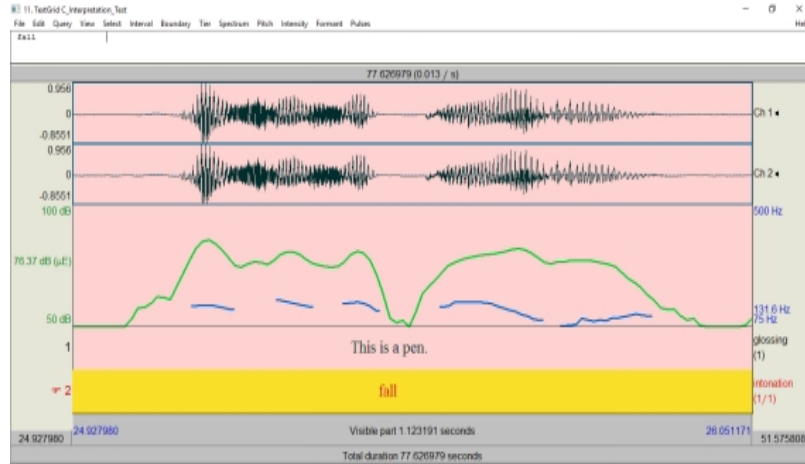 11. TextGrid C_Interpretation_Test
File Edit Query View Select Interval Boundary Tier Spectrum Pitch Intensity Formant Pulses Hel
fall
77.626979 (0.013 / s)
0.956
0
-0.8551
Ch 1
0.956
0
-0.8551
Ch 2
100 dB
500 Hz
76.37 dB (µE)
50 dB
131.6 Hz
75 Hz
1
This is a pen.
glossing
(1)
2
fall
intonation
(1/1)
24.927980
24.927980
Visible part 1.123191 seconds
26.051171
51.575808
Total duration 77.626979 seconds